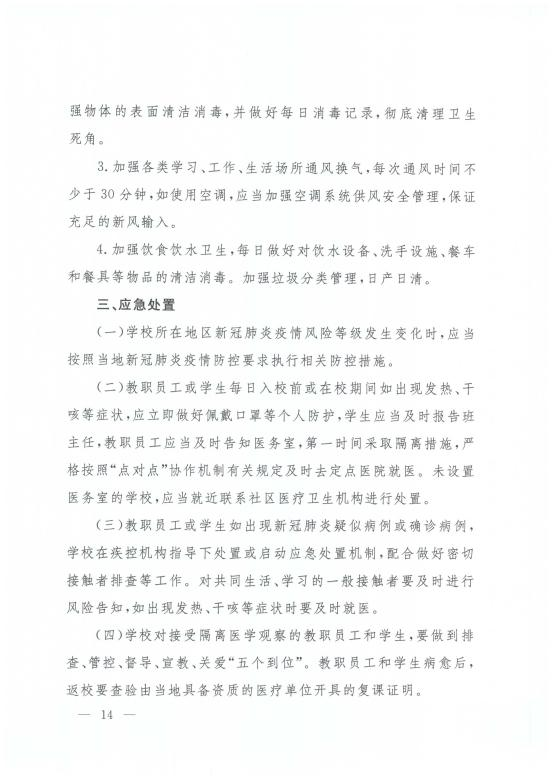 强物体的表面清洁消毒,并做好每日消毒记录,彻底清理卫生
死角。
3.加强各类学习、工作、生活场所通风换气,每次通风时间不
少于30分钟,如使用空调,应当加强空调系统供风安全管理,保证
充足的新风输入。
4.加强饮食饮水卫生,每日做好对饮水设备、洗手设施、餐车
和餐具等物品的清洁消毒。加强垃圾分类管理,日产日清。
三、应急处置
(一)学校所在地区新冠肺炎疫情风险等级发生变化时,应当
按照当地新冠肺炎疫情防控要求执行相关防控措施。
(二)教职员工或学生每日入校前或在校期间如出现发热、干
咳等症状,应立即做好佩戴口罩等个人防护,学生应当及时报告班
主任,教职员工应当及时告知医务室,第一时间采取隔离措施,严
格按照“点对点”协作机制有关规定及时去定点医院就医。未设置
医务室的学校,应当就近联系社区医疗卫生机构进行处置。
(三)教职员工或学生如出现新冠肺炎疑似病例或确诊病例,
学校在疾控机构指导下处置或启动应急处置机制,配合做好密切
接触者排查等工作。对共同生活、学习的一般接触者要及时进行
风险告知,如出现发热、干咳等症状时要及时就医。
(四)学校对接受隔离医学观察的教职员工和学生,要做到排
查、管控、督导、宣教、关爱“五个到位”。教职员工和学生病愈后,
返校要查验由当地具备资质的医疗单位开具的复课证明。
— 14 —